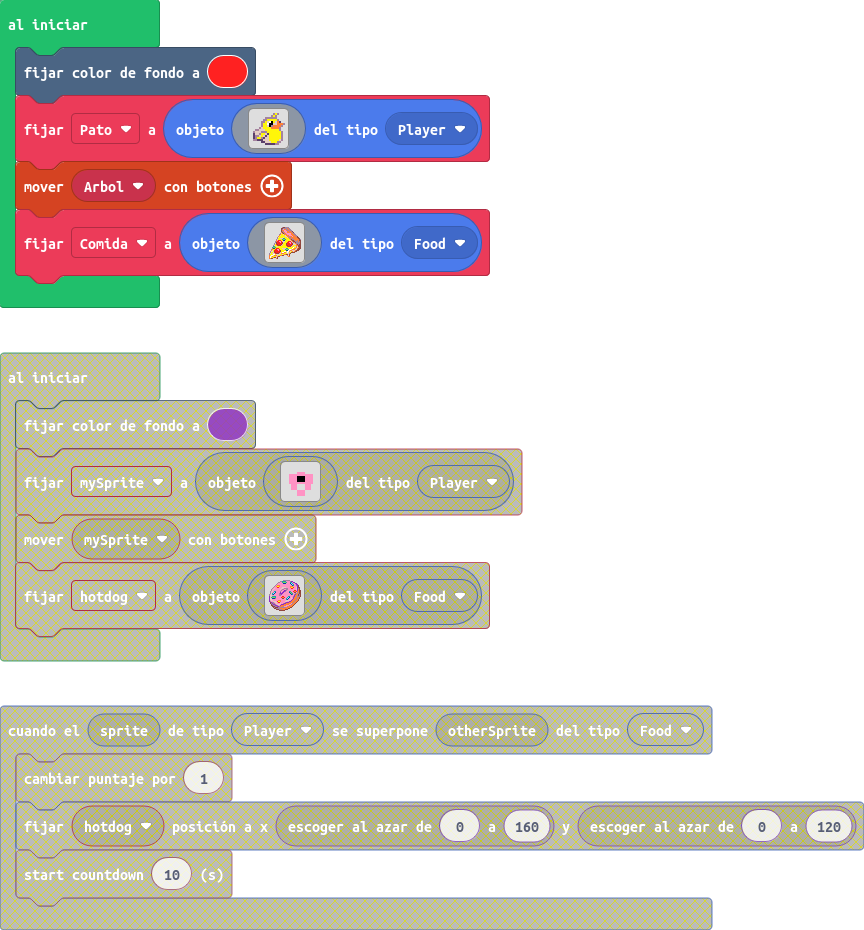 al iniciar
fijar color de fondo a
fijar Pato a objeto del tipo Player
mover Arbol con botones
fijar Comida a objeto del tipo Food
al iniciar
fijar color de fondo a
fijar mySprite a objeto del tipo Player
mover mySprite con botones
fijar hotdog a objeto del tipo Food
cuando el sprite de tipo Player se superpone otherSprite del tipo Food
cambiar puntaje por 1
fijar hotdog posición a x escoger al azar de 0 a 160 y escoger al azar de 0 a 120
start countdown 10 (s)